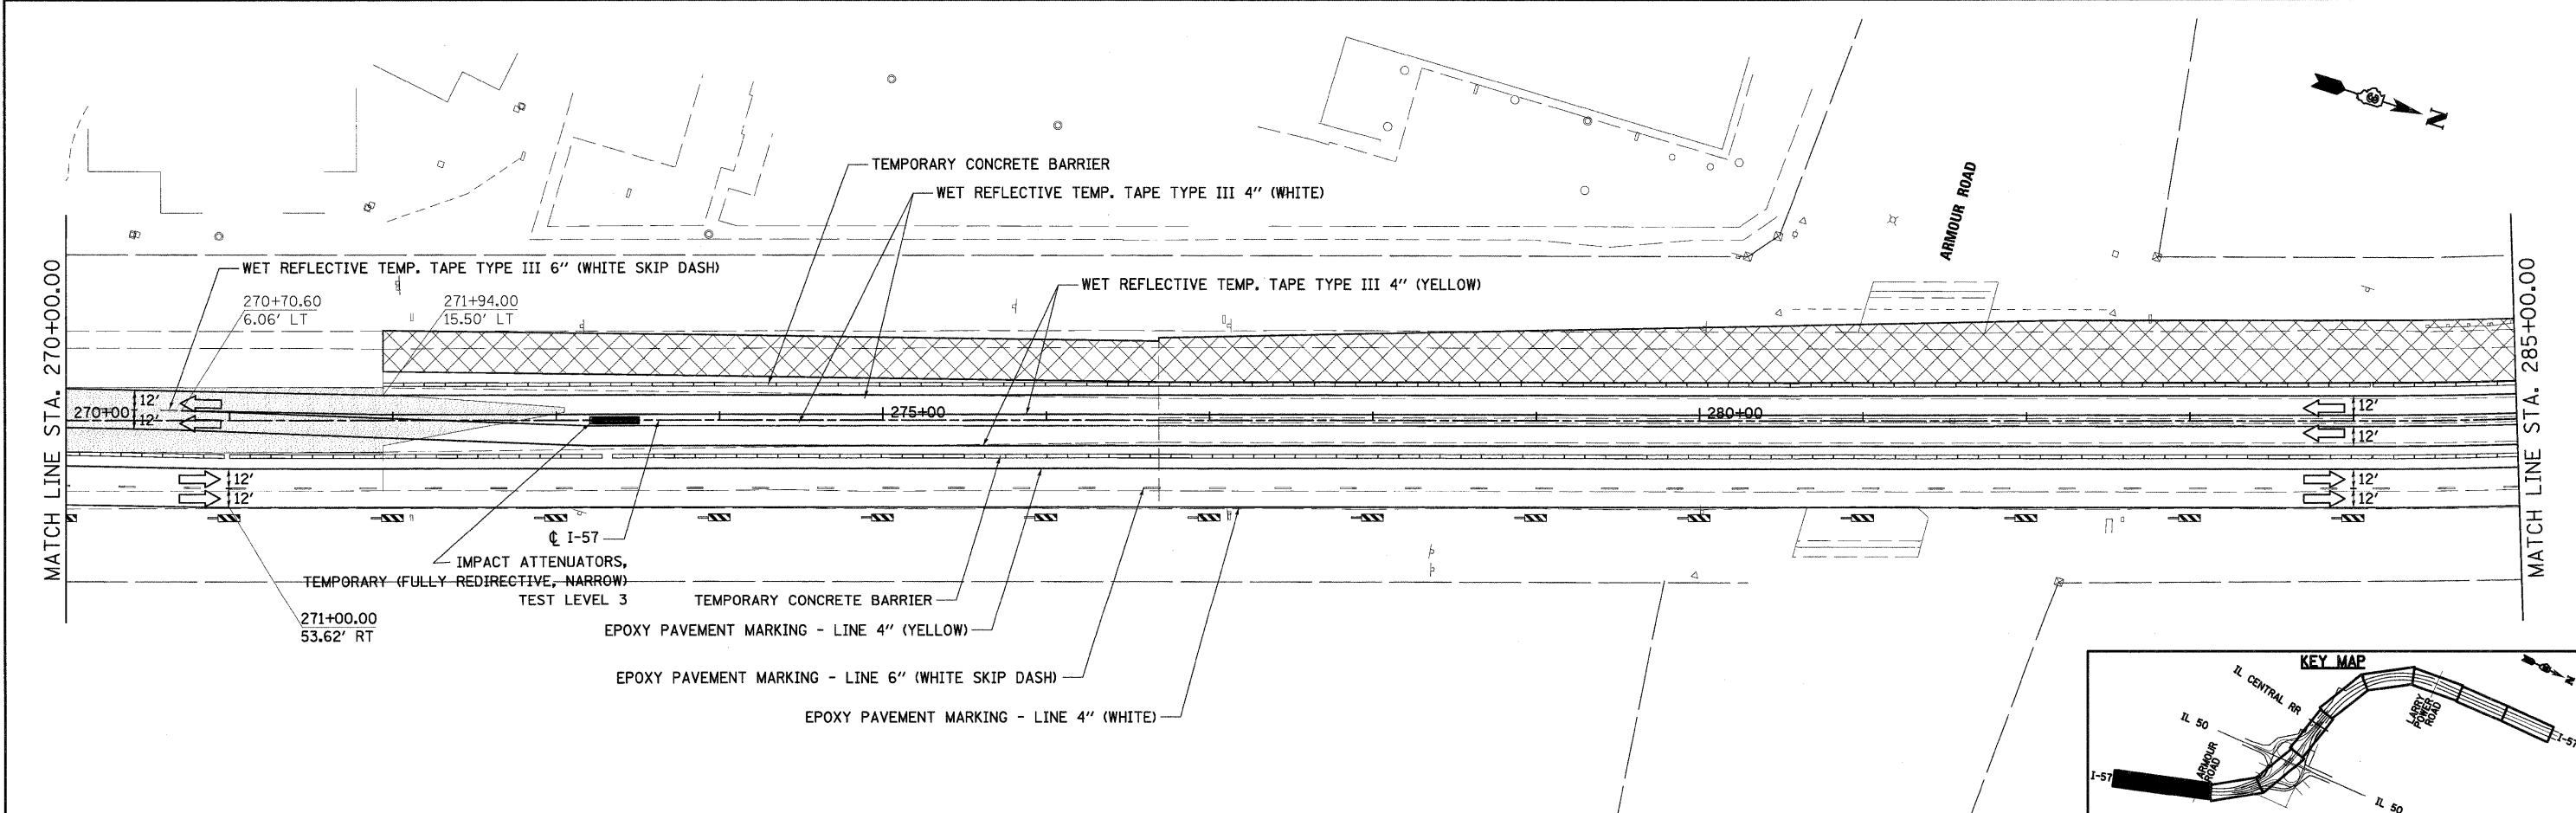 N
ARMOUR ROAD
TEMPORARY CONCRETE BARRIER
WET REFLECTIVE TEMP. TAPE TYPE III 4" (WHITE)
WET REFLECTIVE TEMP. TAPE TYPE III 6" (WHITE SKIP DASH)
WET REFLECTIVE TEMP. TAPE TYPE III 4" (YELLOW)
270+70.60
6.06' LT
271+94.00
15.50' LT
MATCH LINE STA. 270+00.00
MATCH LINE STA. 285+00.00
270+00
12'
12'
275+00
280+00
12'
12'
12'
12'
12'
12'
℄ I-57
IMPACT ATTENUATORS,
TEMPORARY (FULLY REDIRECTIVE, NARROW)
TEST LEVEL 3
TEMPORARY CONCRETE BARRIER
271+00.00
53.62' RT
EPOXY PAVEMENT MARKING - LINE 4" (YELLOW)
EPOXY PAVEMENT MARKING - LINE 6" (WHITE SKIP DASH)
EPOXY PAVEMENT MARKING - LINE 4" (WHITE)
KEY MAP
N
IL CENTRAL RR
IL 50
LARRY
POWER
ROAD
I-57
ARMOUR
ROAD
I-57
IL 50